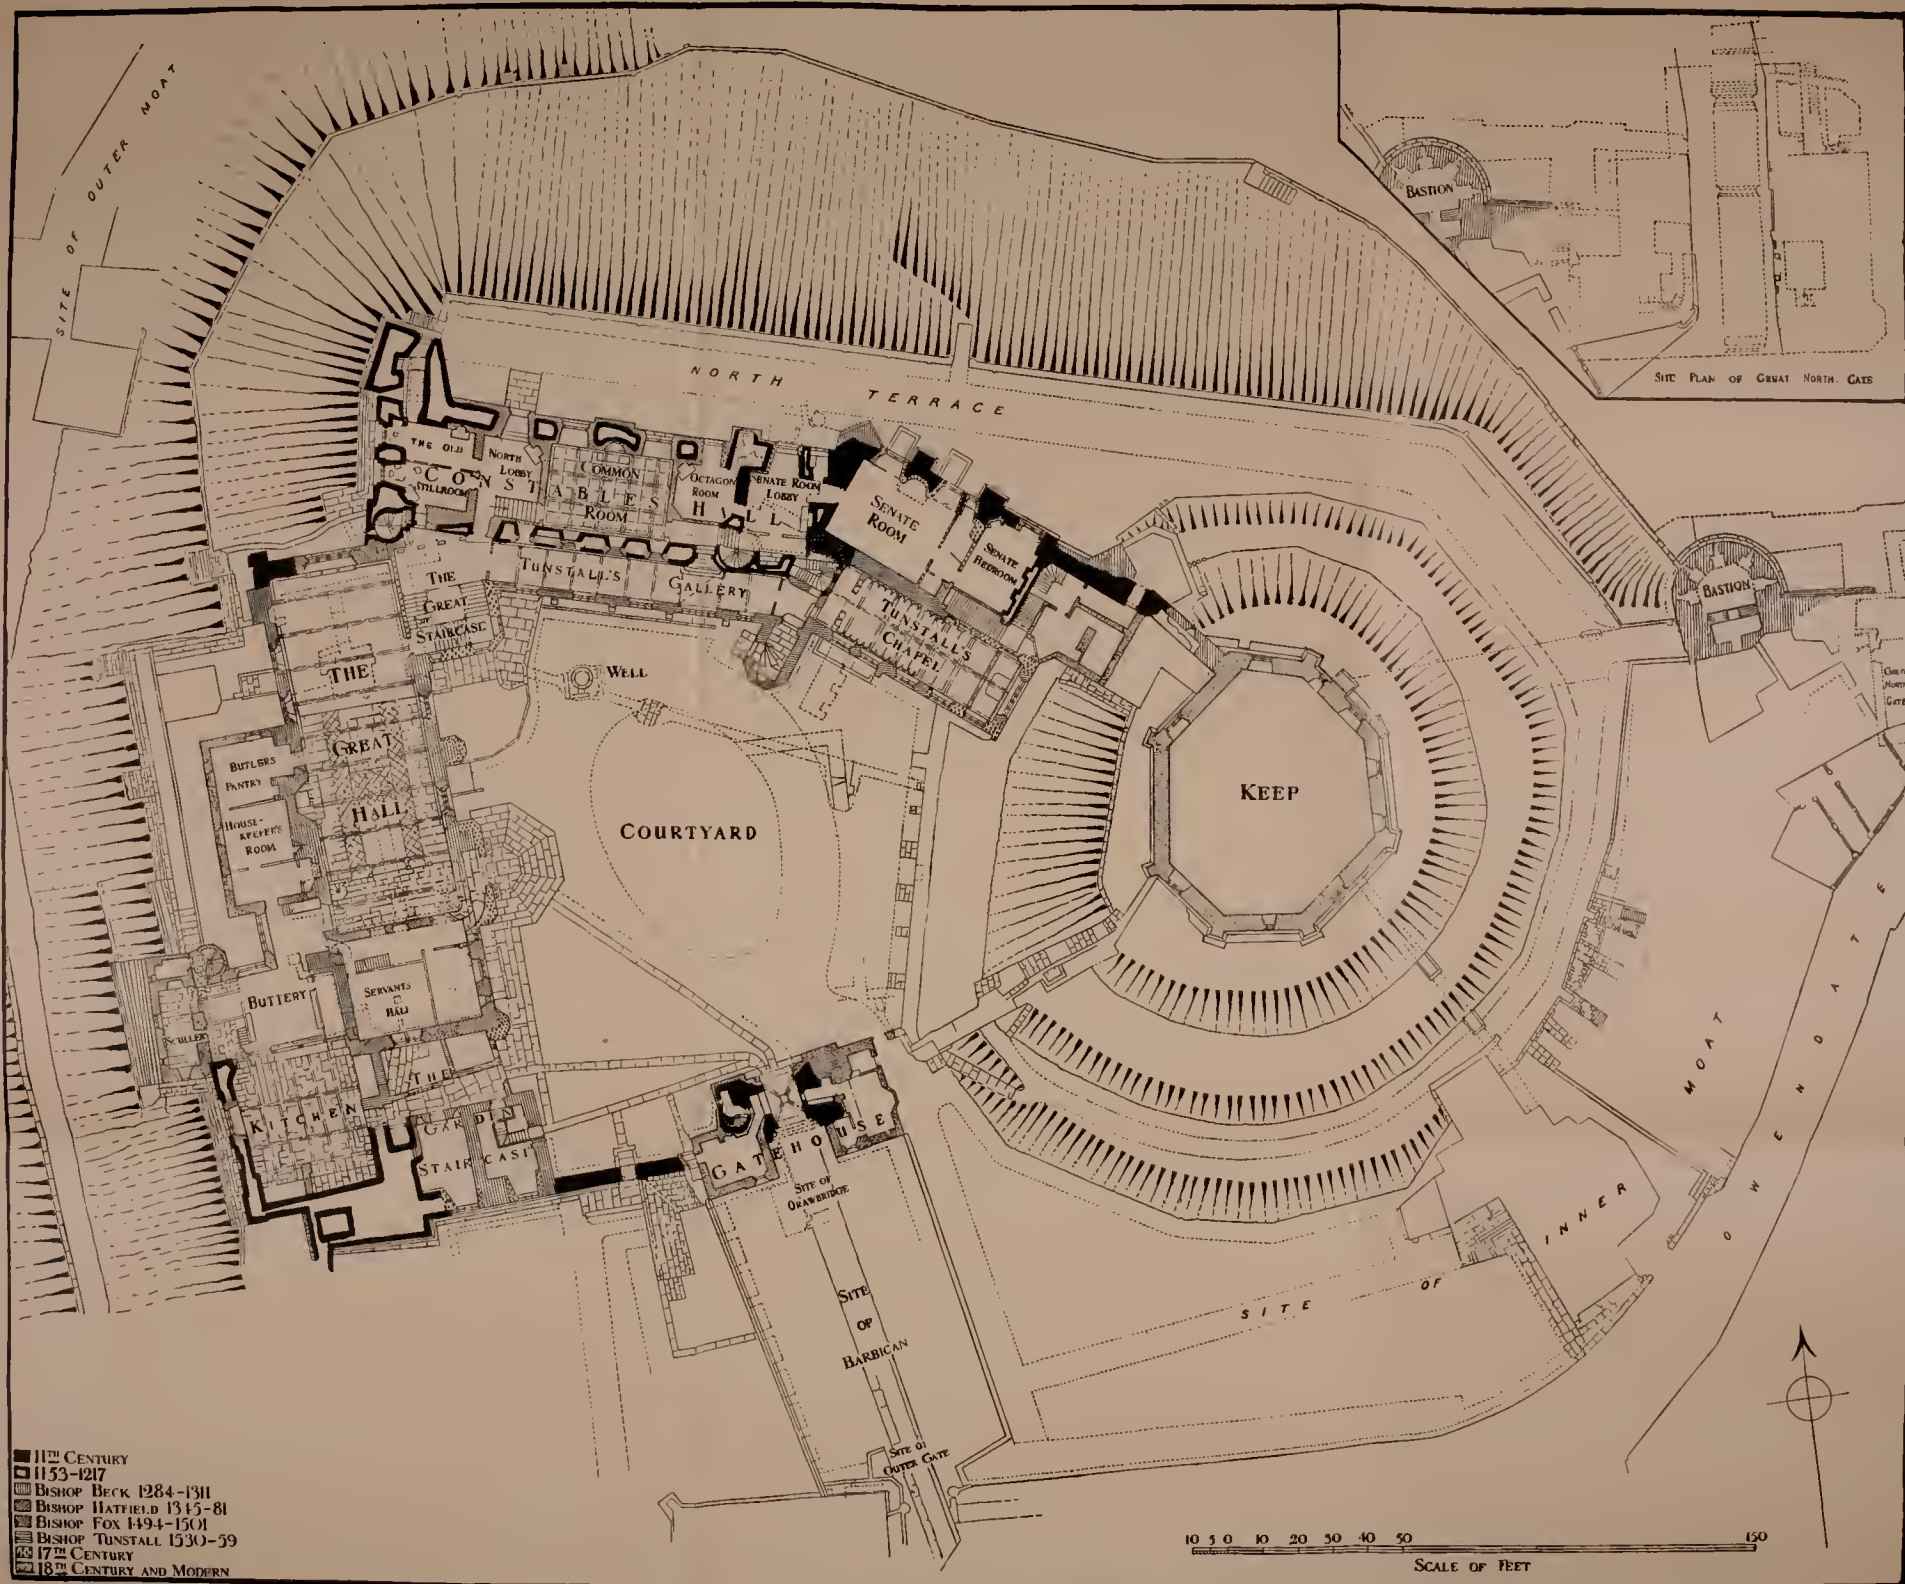 SITE OF OUTER MOAT
BASTION
SITE PLAN OF GREAT NORTH GATE
NORTH TERRACE
THE OLD
STILLROOM
NORTH
LOBBY
COMMON
ROOM
CONSTABLES HALL
OCTAGON
ROOM
SENATE ROOM
LOBBY
SENATE
ROOM
SENATE
BEDROOM
TUNSTALL'S GALLERY
THE
GREAT
STAIRCASE
TUNSTALL'S
CHAPEL
BASTION
GREAT
NORTH
GATE
WELL
THE
GREAT
HALL
BUTLERS
PANTRY
HOUSE-
KEEPER'S
ROOM
COURTYARD
KEEP
BUTTERY
SERVANTS
HALL
SCULLERY
KITCHEN
THE
GARDEN
STAIRCASE
GATEHOUSE
SITE OF
DRAWBRIDGE
SITE
OF
BARBICAN
SITE OF
OUTER GATE
SITE OF INNER MOAT
OWENGATE
11TH CENTURY
1153-1217
BISHOP BECK 1284-1311
BISHOP HATFIELD 1345-81
BISHOP FOX 1494-1501
BISHOP TUNSTALL 1530-59
17TH CENTURY
18TH CENTURY AND MODERN
10 5 0 10 20 30 40 50 150
SCALE OF FEET